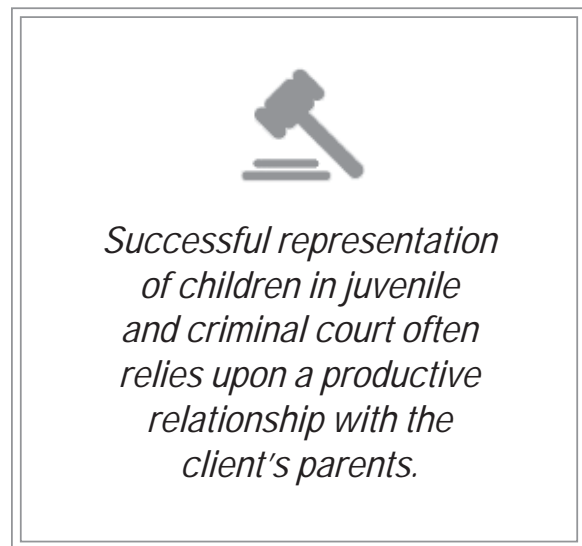 Successful representation
of children in juvenile
and criminal court often
relies upon a productive
relationship with the
client's parents.